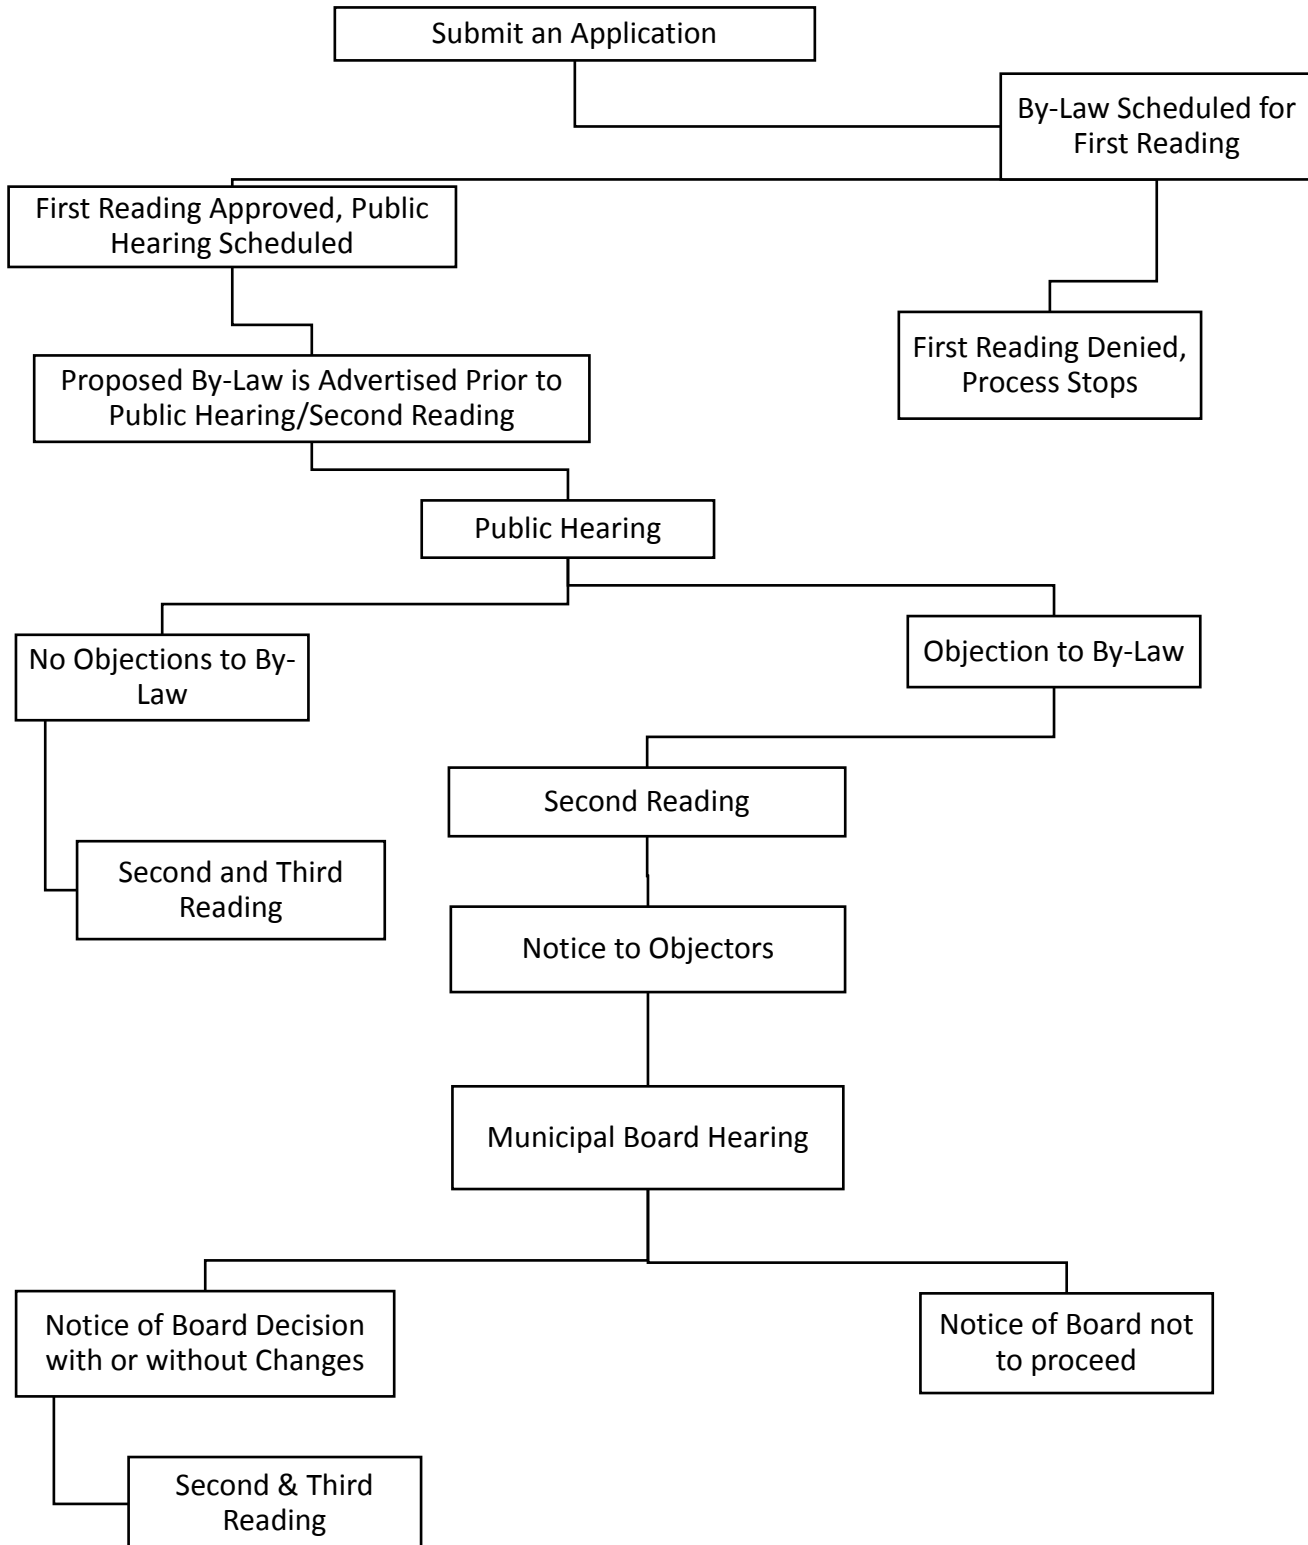 Submit an Application
By-Law Scheduled for
First Reading
First Reading Approved, Public
Hearing Scheduled
First Reading Denied,
Process Stops
Proposed By-Law is Advertised Prior to
Public Hearing/Second Reading
Public Hearing
No Objections to By-
Law
Objection to By-Law
Second Reading
Second and Third
Reading
Notice to Objectors
Municipal Board Hearing
Notice of Board Decision
with or without Changes
Notice of Board not
to proceed
Second & Third
Reading